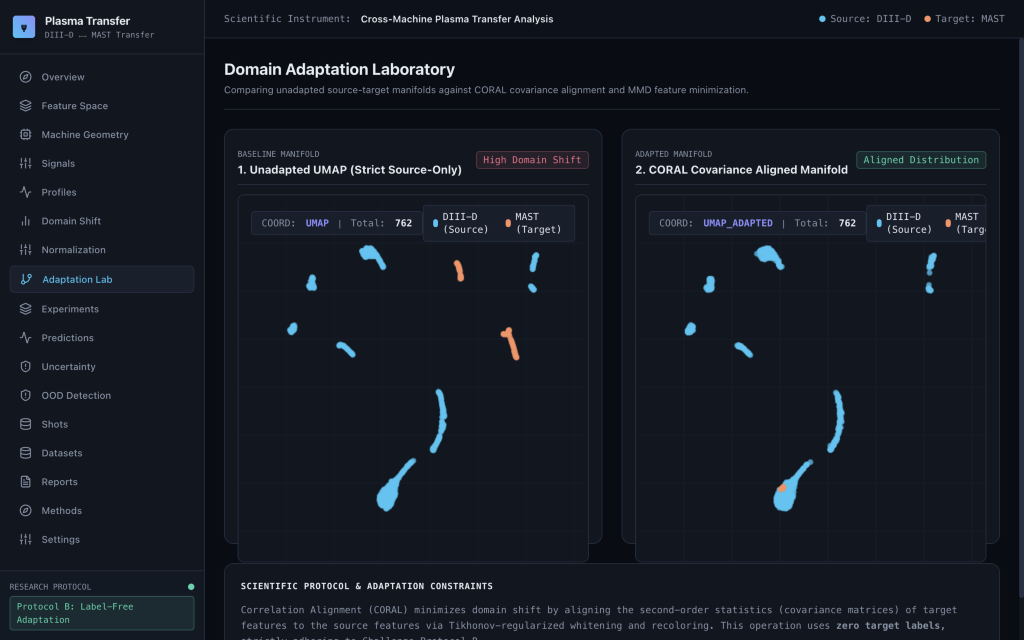 Plasma Transfer
DIII-D ↔ MAST Transfer
Scientific Instrument: Cross-Machine Plasma Transfer Analysis
Source: DIII-D
Target: MAST
Overview
Feature Space
Machine Geometry
Signals
Profiles
Domain Shift
Normalization
Adaptation Lab
Experiments
Predictions
Uncertainty
OOD Detection
Shots
Datasets
Reports
Methods
Settings
RESEARCH PROTOCOL
Protocol B: Label-Free
Adaptation
Domain Adaptation Laboratory
Comparing unadapted source-target manifolds against CORAL covariance alignment and MMD feature minimization.
BASELINE MANIFOLD
1. Unadapted UMAP (Strict Source-Only)
High Domain Shift
COORD: UMAP | Total: 762
DIII-D
(Source)
MAST
(Target)
ADAPTED MANIFOLD
2. CORAL Covariance Aligned Manifold
Aligned Distribution
COORD: UMAP_ADAPTED | Total: 762
DIII-D
(Source)
MAST
SCIENTIFIC PROTOCOL & ADAPTATION CONSTRAINTS
Correlation Alignment (CORAL) minimizes domain shift by aligning the second-order statistics (covariance matrices) of target
features to the source features via Tikhonov-regularized whitening and recoloring. This operation uses zero target labels,